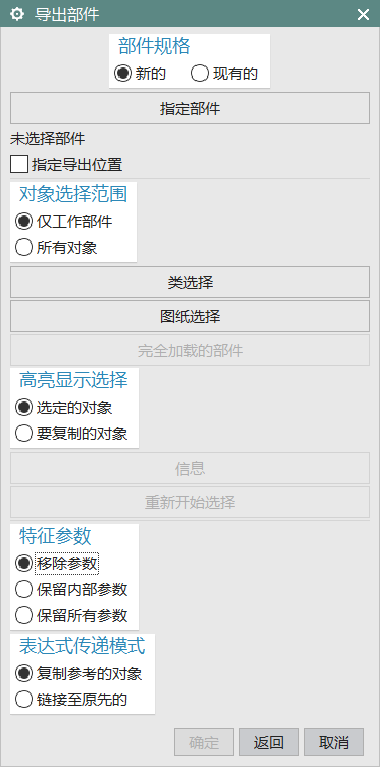 导出部件
部件规格
新的 现有的
指定部件
未选择部件
指定导出位置
对象选择范围
仅工作部件
所有对象
类选择
图纸选择
完全加载的部件
高亮显示选择
选定的对象
要复制的对象
信息
重新开始选择
特征参数
移除参数
保留内部参数
保留所有参数
表达式传递模式
复制参考的对象
链接至原先的
确定 返回 取消